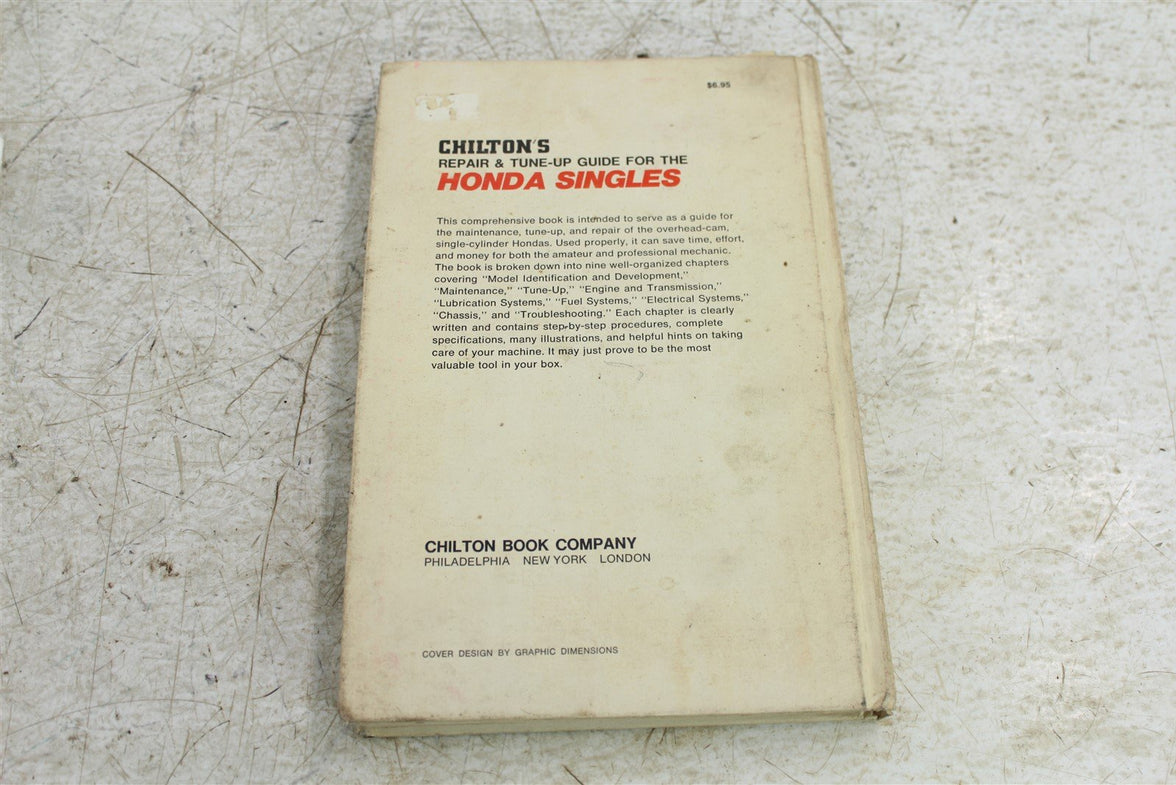 $6.95
CHILTON'S
REPAIR & TUNE-UP GUIDE FOR THE
HONDA SINGLES
This comprehensive book is intended to serve as a guide for
the maintenance, tune-up, and repair of the overhead-cam,
single-cylinder Hondas. Used properly, it can save time, effort,
and money for both the amateur and professional mechanic.
The book is broken down into nine well-organized chapters
covering "Model Identification and Development,"
"Maintenance," "Tune-Up," "Engine and Transmission,"
"Lubrication Systems," "Fuel Systems," "Electrical Systems,"
"Chassis," and "Troubleshooting." Each chapter is clearly
written and contains step-by-step procedures, complete
specifications, many illustrations, and helpful hints on taking
care of your machine. It may just prove to be the most
valuable tool in your box.
CHILTON BOOK COMPANY
PHILADELPHIA NEW YORK LONDON
COVER DESIGN BY GRAPHIC DIMENSIONS